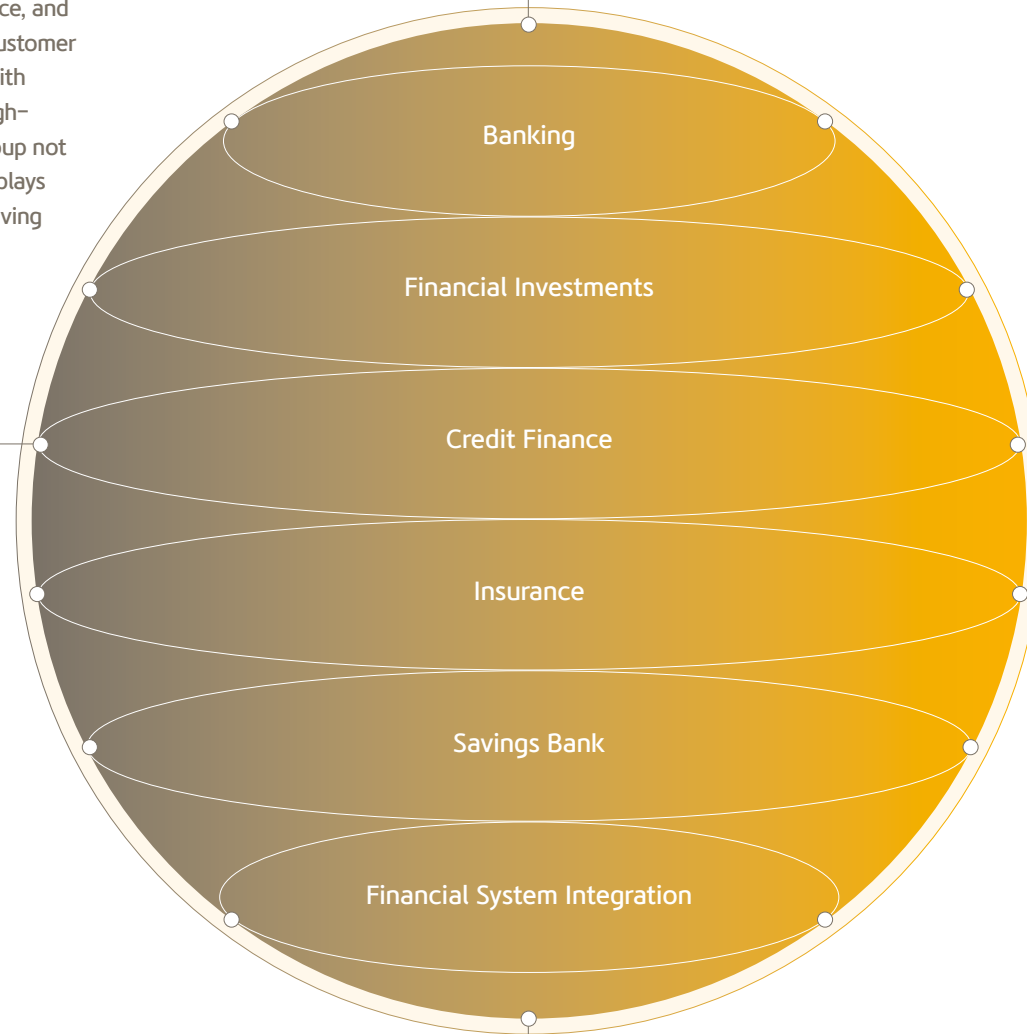 ce, and
ustomer
ith
gh-
oup not
plays
ving
Banking
Financial Investments
Credit Finance
Insurance
Savings Bank
Financial System Integration